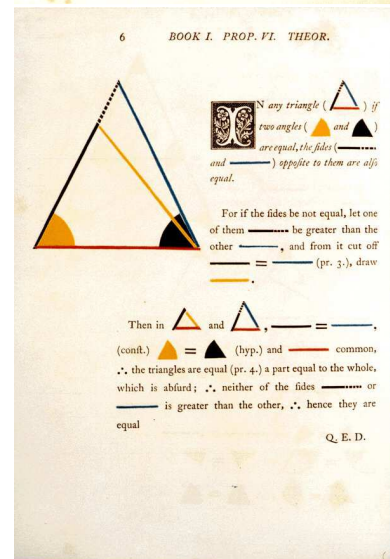 6 BOOK I. PROP. VI. THEOR.
IN any triangle ( ) if
two angles ( and )
are equal, the sides (
and ) opposite to them are also
equal.
For if the sides be not equal, let one
of them be greater than the
other , and from it cut off
= (pr. 3.), draw
.
Then in and , = ,
(const.) = (hyp.) and common,
∴ the triangles are equal (pr. 4.) a part equal to the whole,
which is absurd; ∴ neither of the sides or
is greater than the other, ∴ hence they are
equal
Q. E. D.